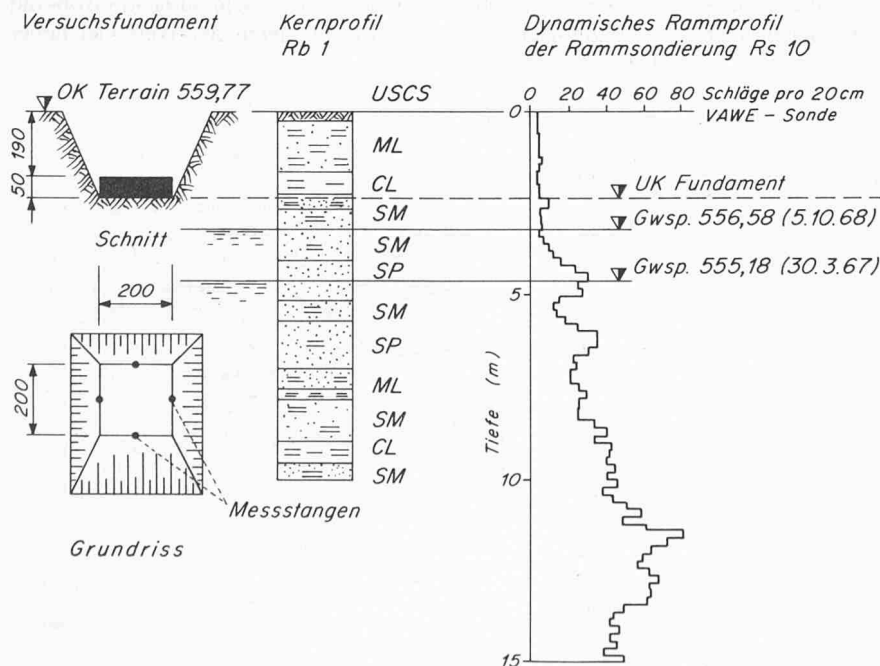 Versuchsfundament
Kernprofil
Rb 1
Dynamisches Rammprofil
der Rammsondierung Rs 10
OK Terrain 559,77
USCS
0 20 40 60 80
Schläge pro 20cm
VAWE – Sonde
190
50
ML
CL
SM
SM
SP
SM
SP
ML
SM
CL
SM
UK Fundament
Gwsp. 556,58 (5.10.68)
Gwsp. 555,18 (30.3.67)
Schnitt
200
200
Messstangen
Grundriss
5
10
15
Tiefe (m)